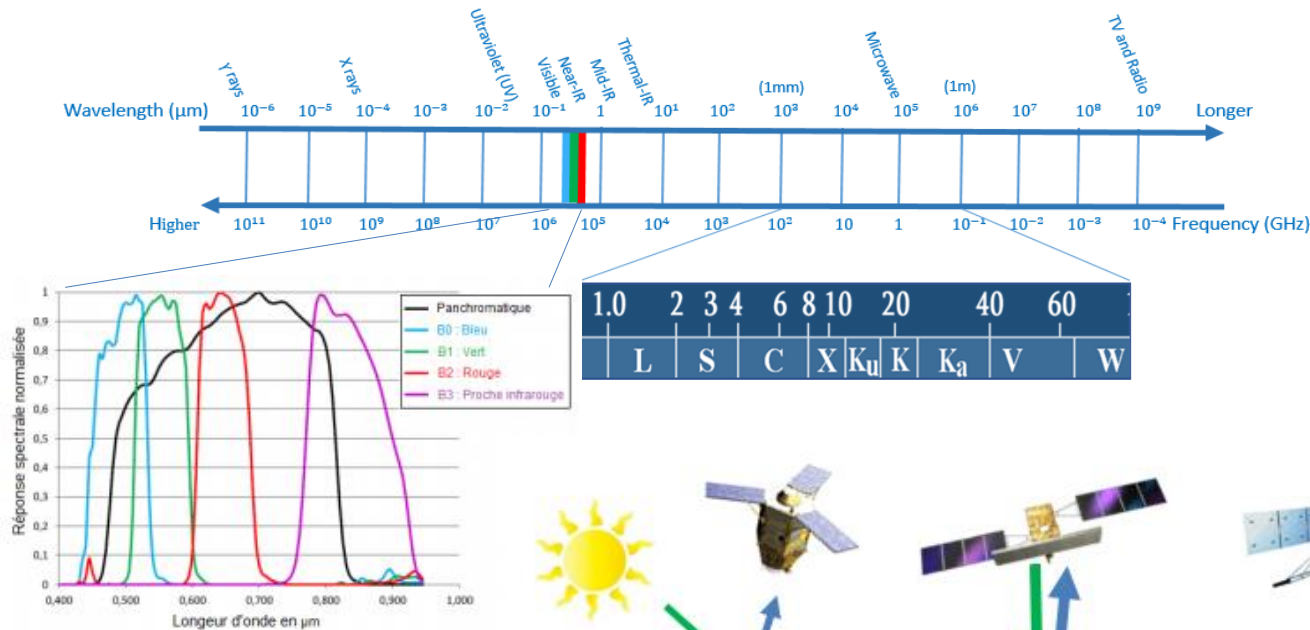 γ rays
X rays
Ultraviolet (UV)
Visible
Near-IR
Mid-IR
Thermal-IR
(1mm)
Microwave
(1m)
TV and Radio
Wavelength (µm) 10⁻⁶ 10⁻⁵ 10⁻⁴ 10⁻³ 10⁻² 10⁻¹ 1 10¹ 10² 10³ 10⁴ 10⁵ 10⁶ 10⁷ 10⁸ 10⁹ Longer
Higher 10¹¹ 10¹⁰ 10⁹ 10⁸ 10⁷ 10⁶ 10⁵ 10⁴ 10³ 10² 10 1 10⁻¹ 10⁻² 10⁻³ 10⁻⁴ Frequency (GHz)
1.0 2 3 4 6 8 10 20 40 60
L S C X Ku K Ka V W
Réponse spectrale normalisée
1
0,9
0,8
0,7
0,6
0,5
0,4
0,3
0,2
0,1
0
Panchromatique
B0 : Bleu
B1 : Vert
B2 : Rouge
B3 : Proche infrarouge
0,400 0,500 0,600 0,700 0,800 0,900 1,000
Longeur d'onde en µm